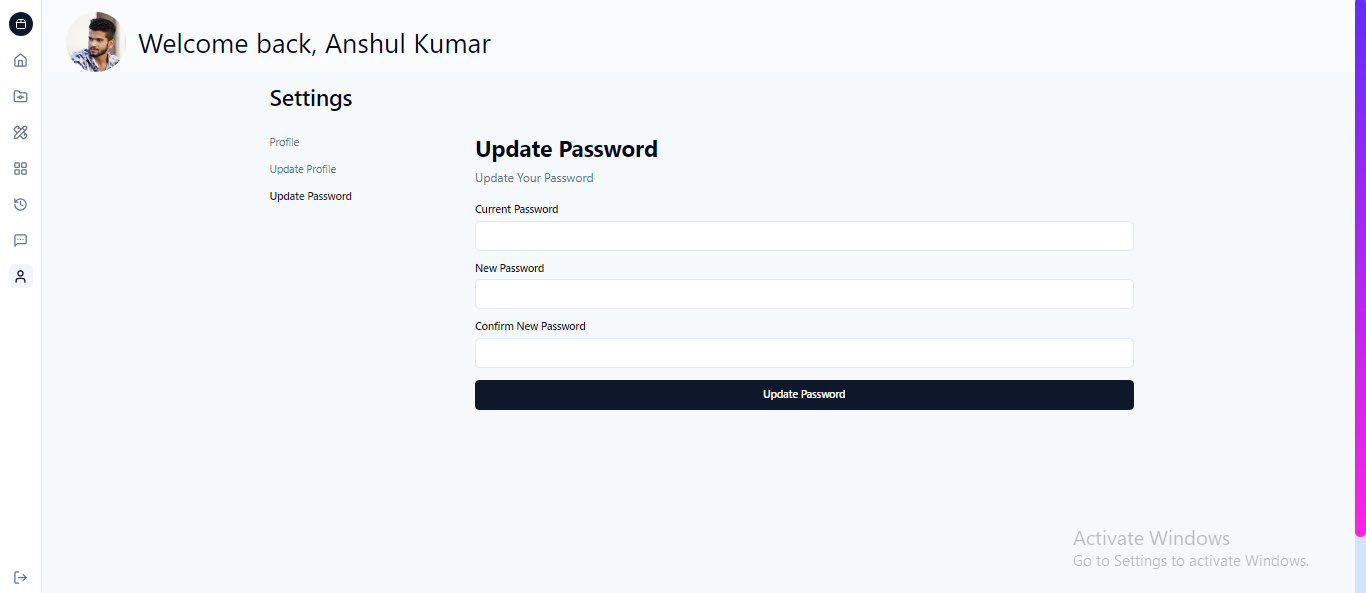 Welcome back, Anshul Kumar
Settings
Profile
Update Profile
Update Password
Update Password
Update Your Password
Current Password
New Password
Confirm New Password
Update Password
Activate Windows
Go to Settings to activate Windows.